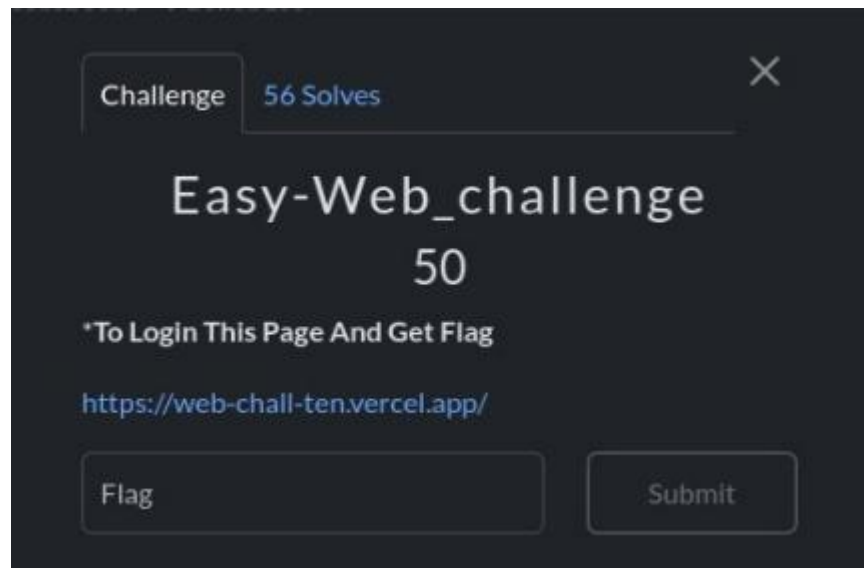 Challenge
56 Solves
Easy-Web_challenge
50
*To Login This Page And Get Flag
https://web-chall-ten.vercel.app/
Flag
Submit